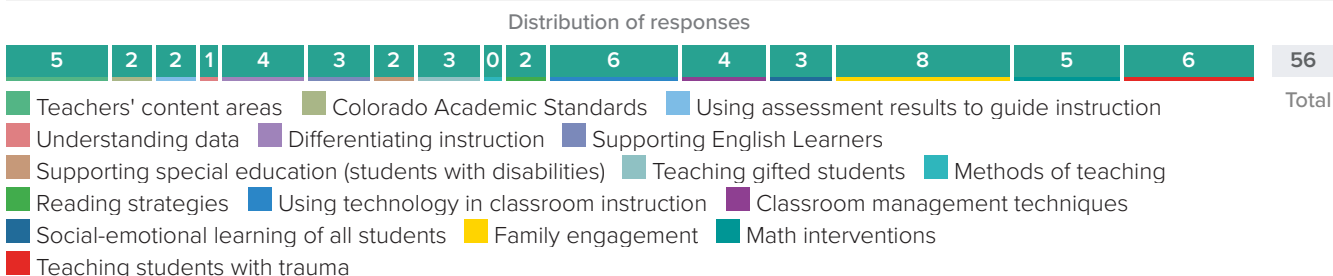 Distribution of responses
5 2 2 1 4 3 2 3 0 2 6 4 3 8 5 6 56
Teachers' content areas Colorado Academic Standards Using assessment results to guide instruction Total
Understanding data Differentiating instruction Supporting English Learners
Supporting special education (students with disabilities) Teaching gifted students Methods of teaching
Reading strategies Using technology in classroom instruction Classroom management techniques
Social-emotional learning of all students Family engagement Math interventions
Teaching students with trauma